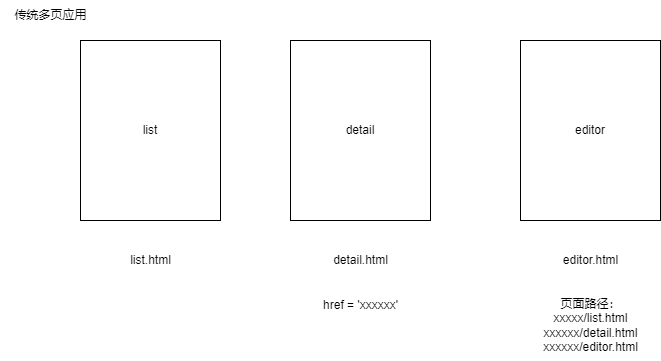 传统多页应用
list
detail
editor
list.html
detail.html
editor.html
href = 'xxxxxx'
页面路径：
xxxxx/list.html
xxxxxx/detail.html
xxxxxx/editor.html